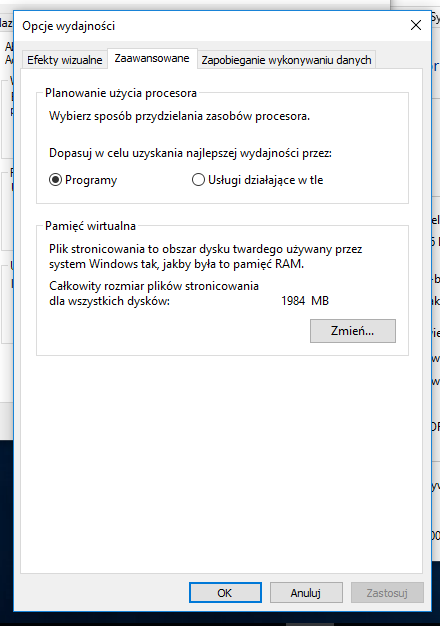 Opcje wydajności
Efekty wizualne
Zaawansowane
Zapobieganie wykonywaniu danych
Planowanie użycia procesora
Wybierz sposób przydzielania zasobów procesora.
Dopasuj w celu uzyskania najlepszej wydajności przez:
Programy
Usługi działające w tle
Pamięć wirtualna
Plik stronicowania to obszar dysku twardego używany przez
system Windows tak, jakby była to pamięć RAM.
Całkowity rozmiar plików stronicowania
dla wszystkich dysków:
1984 MB
Zmień...
OK
Anuluj
Zastosuj